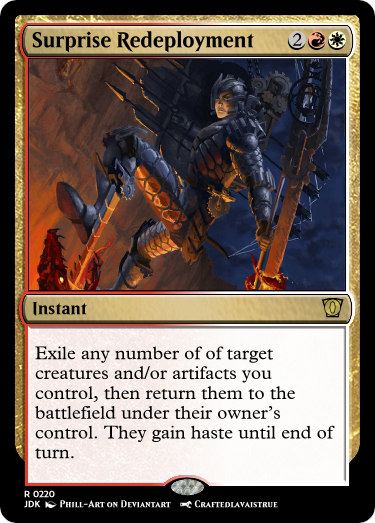 Surprise Redeployment 2
Instant
Exile any number of of target
creatures and/or artifacts you
control, then return them to the
battlefield under their owner's
control. They gain haste until end of
turn.
R 0220
JDK Phill-Art on Deviantart Craftedlavaistrue